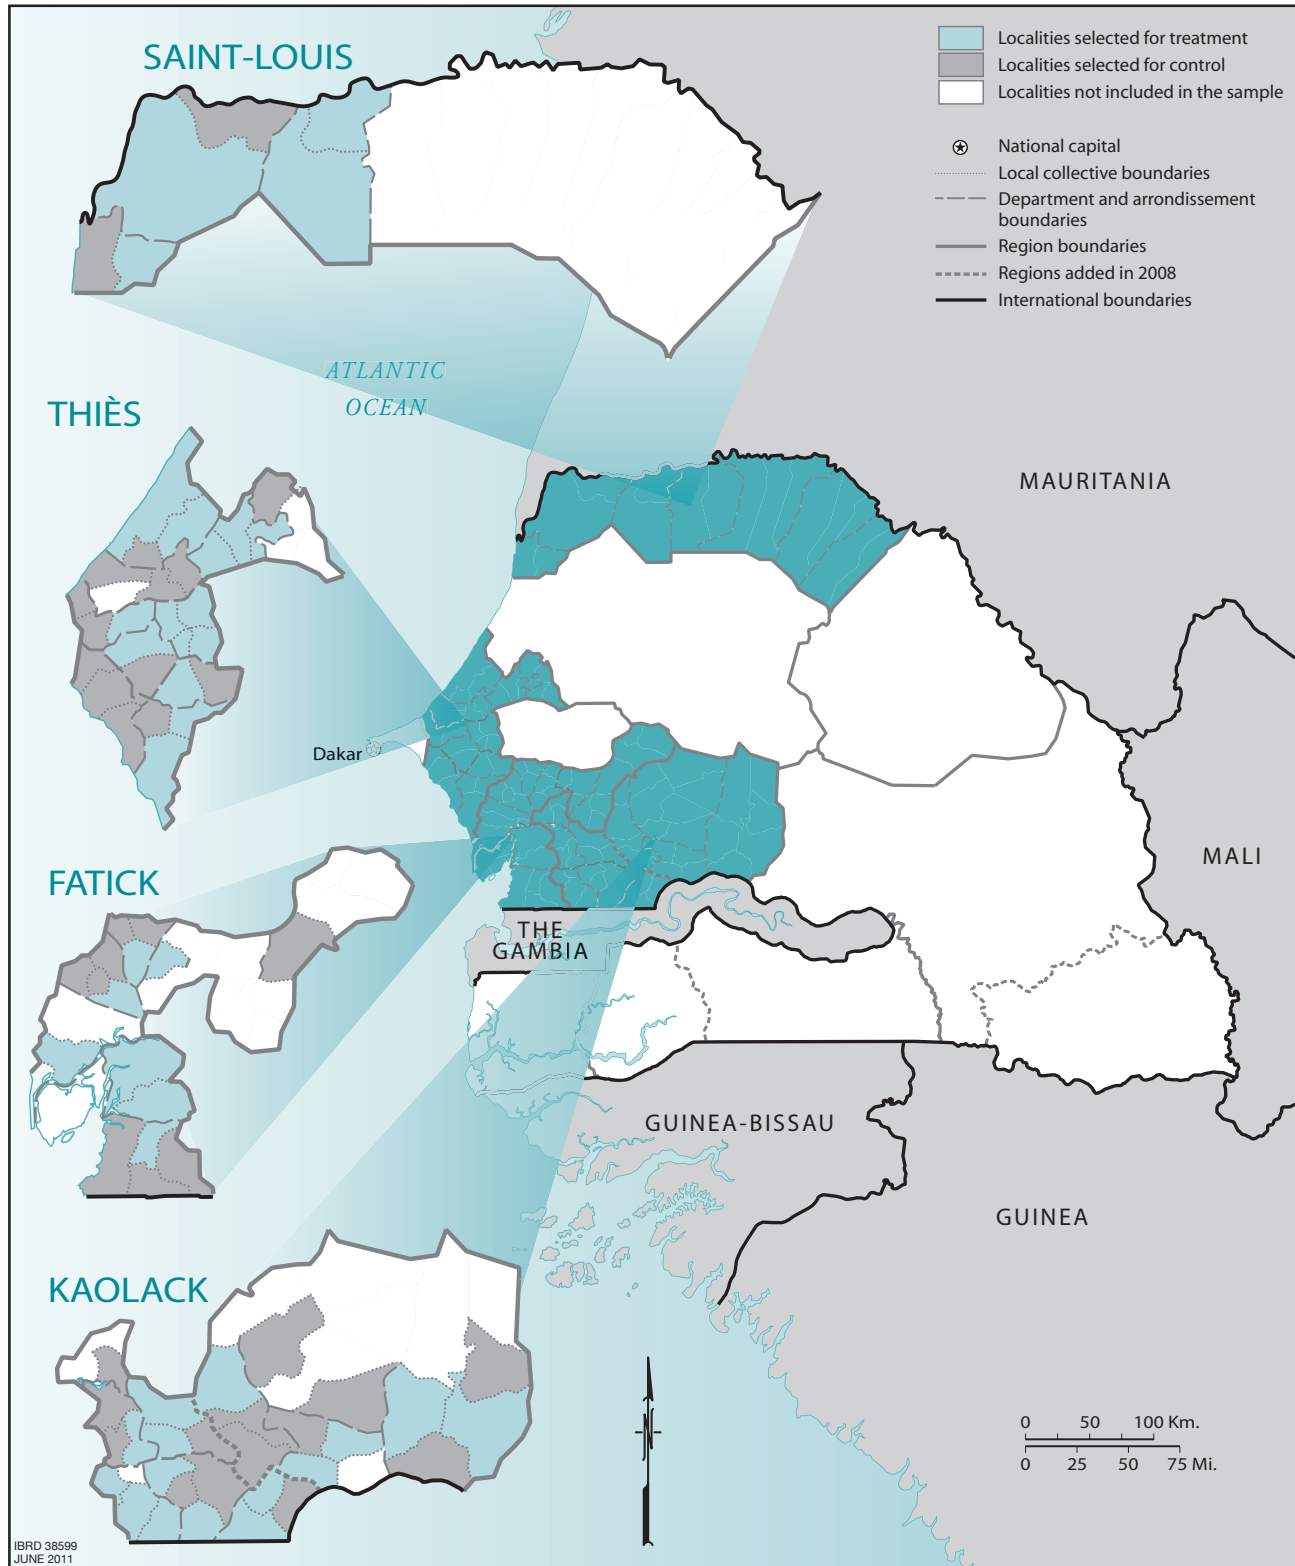 SAINT-LOUIS
Localities selected for treatment
Localities selected for control
Localities not included in the sample
National capital
Local collective boundaries
Department and arrondissement
boundaries
Region boundaries
Regions added in 2008
International boundaries
ATLANTIC
OCEAN
THIÈS
MAURITANIA
Dakar
MALI
FATICK
THE
GAMBIA
GUINEA-BISSAU
GUINEA
KAOLACK
N
0 50 100 Km.
0 25 50 75 Mi.
IBRD 38599
JUNE 2011